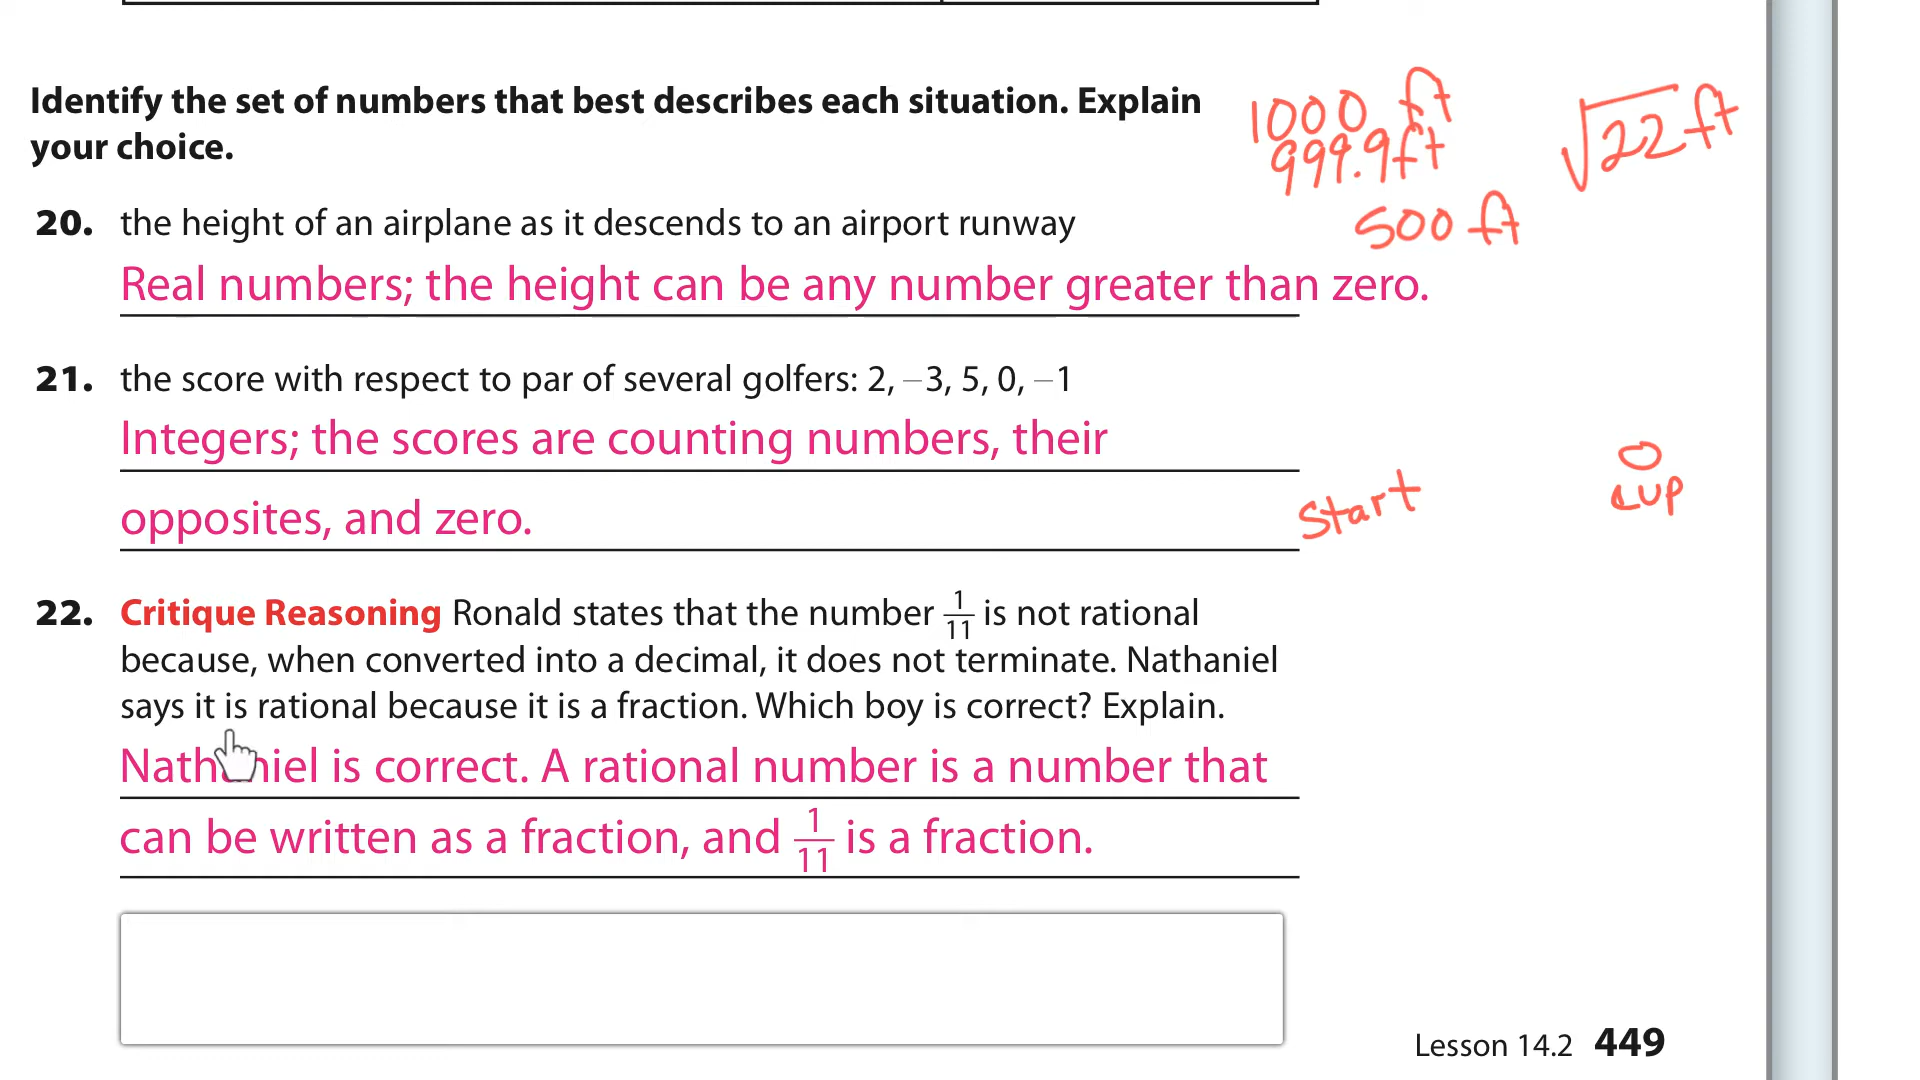 Identify the set of numbers that best describes each situation. Explain
your choice.
1000 ft
999.9ft
500 ft
√22 ft
20. the height of an airplane as it descends to an airport runway
Real numbers; the height can be any number greater than zero.
21. the score with respect to par of several golfers: 2, −3, 5, 0, −1
Integers; the scores are counting numbers, their
opposites, and zero.
start
cup
22. Critique Reasoning Ronald states that the number 1/11 is not rational
because, when converted into a decimal, it does not terminate. Nathaniel
says it is rational because it is a fraction. Which boy is correct? Explain.
Nathaniel is correct. A rational number is a number that
can be written as a fraction, and 1/11 is a fraction.
Lesson 14.2 449